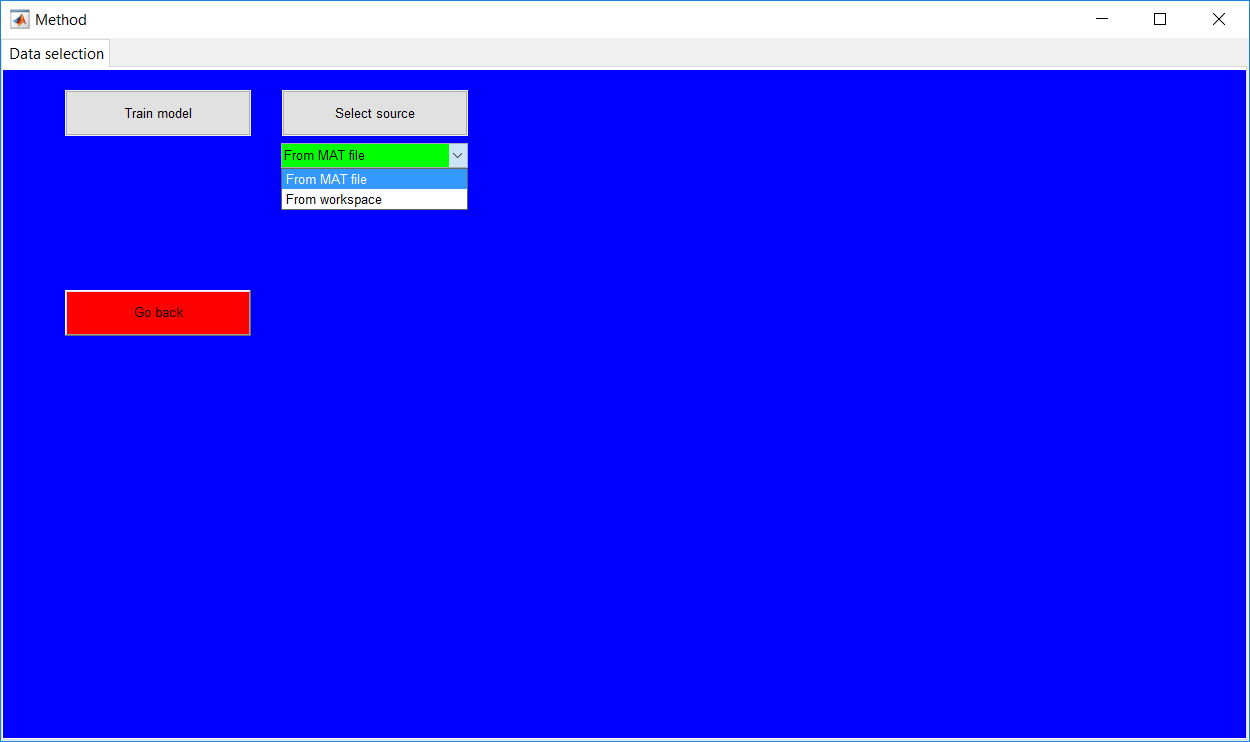 Method
Data selection
Train model
Select source
From MAT file
From MAT file
From workspace
Go back